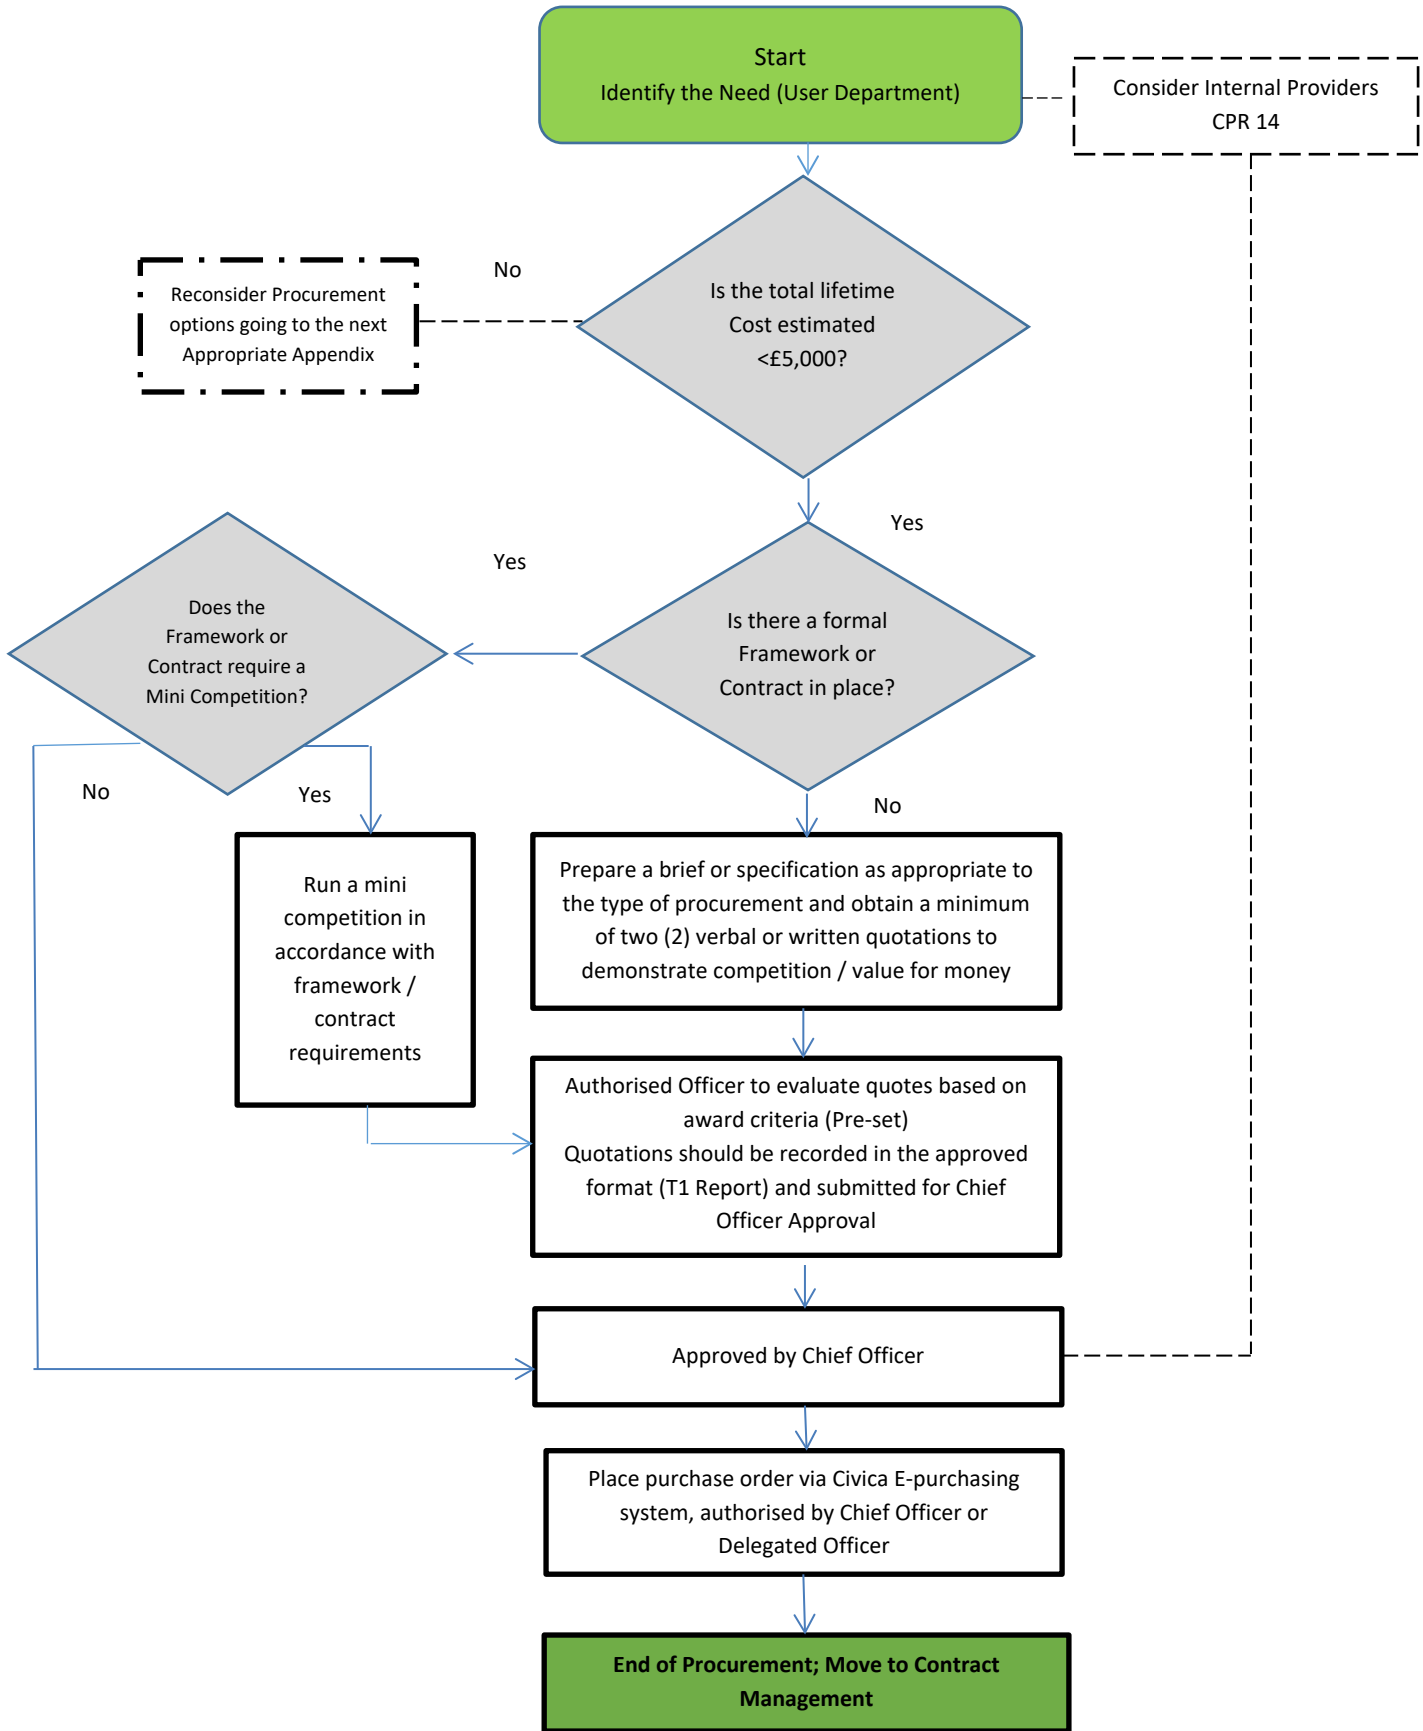 Start
Identify the Need (User Department)
Consider Internal Providers
CPR 14
No
Reconsider Procurement
options going to the next
Appropriate Appendix
Is the total lifetime
Cost estimated
<£5,000?
Yes
Yes
Does the
Framework or
Contract require a
Mini Competition?
Is there a formal
Framework or
Contract in place?
No
Yes
No
Run a mini
competition in
accordance with
framework /
contract
requirements
Prepare a brief or specification as appropriate to
the type of procurement and obtain a minimum
of two (2) verbal or written quotations to
demonstrate competition / value for money
Authorised Officer to evaluate quotes based on
award criteria (Pre-set)
Quotations should be recorded in the approved
format (T1 Report) and submitted for Chief
Officer Approval
Approved by Chief Officer
Place purchase order via Civica E-purchasing
system, authorised by Chief Officer or
Delegated Officer
End of Procurement; Move to Contract
Management